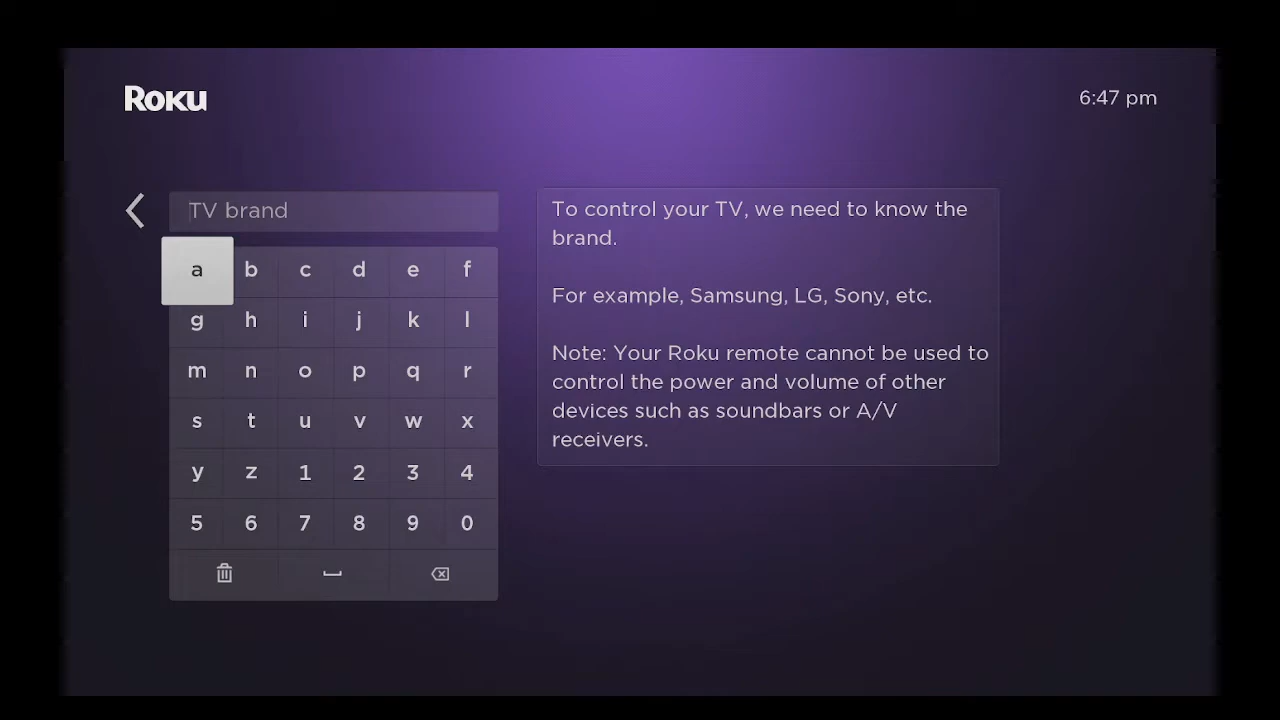 Roku
6:47 pm
TV brand
a b c d e f
g h i j k l
m n o p q r
s t u v w x
y z 1 2 3 4
5 6 7 8 9 0
To control your TV, we need to know the
brand.
For example, Samsung, LG, Sony, etc.
Note: Your Roku remote cannot be used to
control the power and volume of other
devices such as soundbars or A/V
receivers.